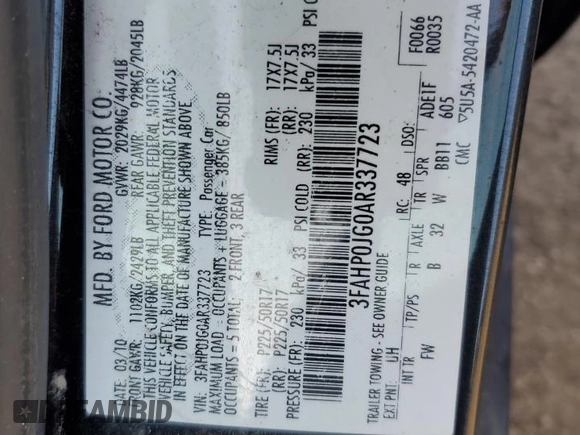 MFD. BY FORD MOTOR CO.
DATE: 03/10 GVWR: 2029KG/4474LB
FRONT GAWR: 1102KG/2429LB REAR GAWR: 928KG/2045LB
THIS VEHICLE CONFORMS TO ALL APPLICABLE FEDERAL MOTOR
VEHICLE SAFETY, BUMPER, AND THEFT PREVENTION STANDARDS
IN EFFECT ON THE DATE OF MANUFACTURE SHOWN ABOVE
VIN: 3FAHP0JG0AR337723 TYPE: Passenger Car
MAXIMUM LOAD = OCCUPANTS + LUGGAGE = 385KG/ 850LB
OCCUPANTS = 5 TOTAL: 2 FRONT, 3 REAR
TIRE (FR): P225/50R17 RIMS (FR): 17X7.5J
(RR): P225/50R17 (RR): 17X7.5J
PRESSURE (FR): 230 kPa/ 33 PSI COLD (RR): 230 kPa/ 33 PSI COLD
3FAHP0JG0AR337723
F0066
R0035
TRAILER TOWING - SEE OWNER GUIDE
EXT PNT: UH RC: 48 DSO: ADE1F
605
INT TR TP/PS R AXLE TR SPR
FW B 32 W BB11
CMC
5U5A-5420472-AA
STEAMBID